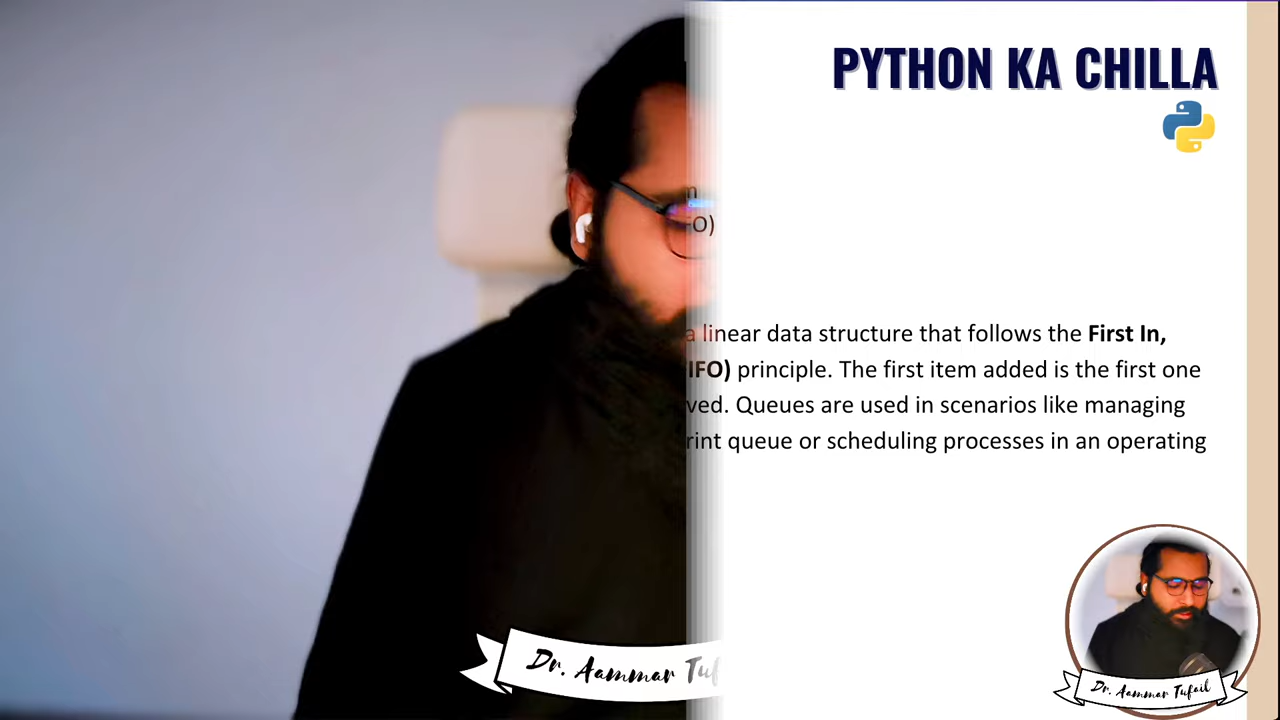 PYTHON KA CHILLA
n
O)
a linear data structure that follows the First In,
IFO) principle. The first item added is the first one
ved. Queues are used in scenarios like managing
rint queue or scheduling processes in an operating
Dr. Aammar Tuf
Dr. Aammar Tufail